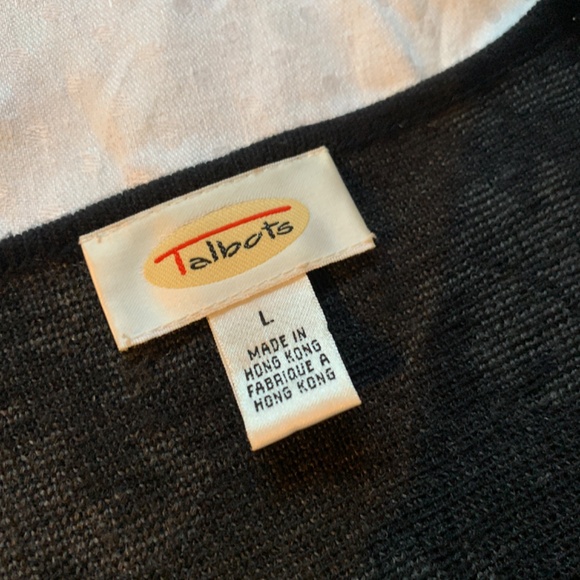 Talbots
L
MADE IN
HONG KONG
FABRIQUE A
HONG KONG